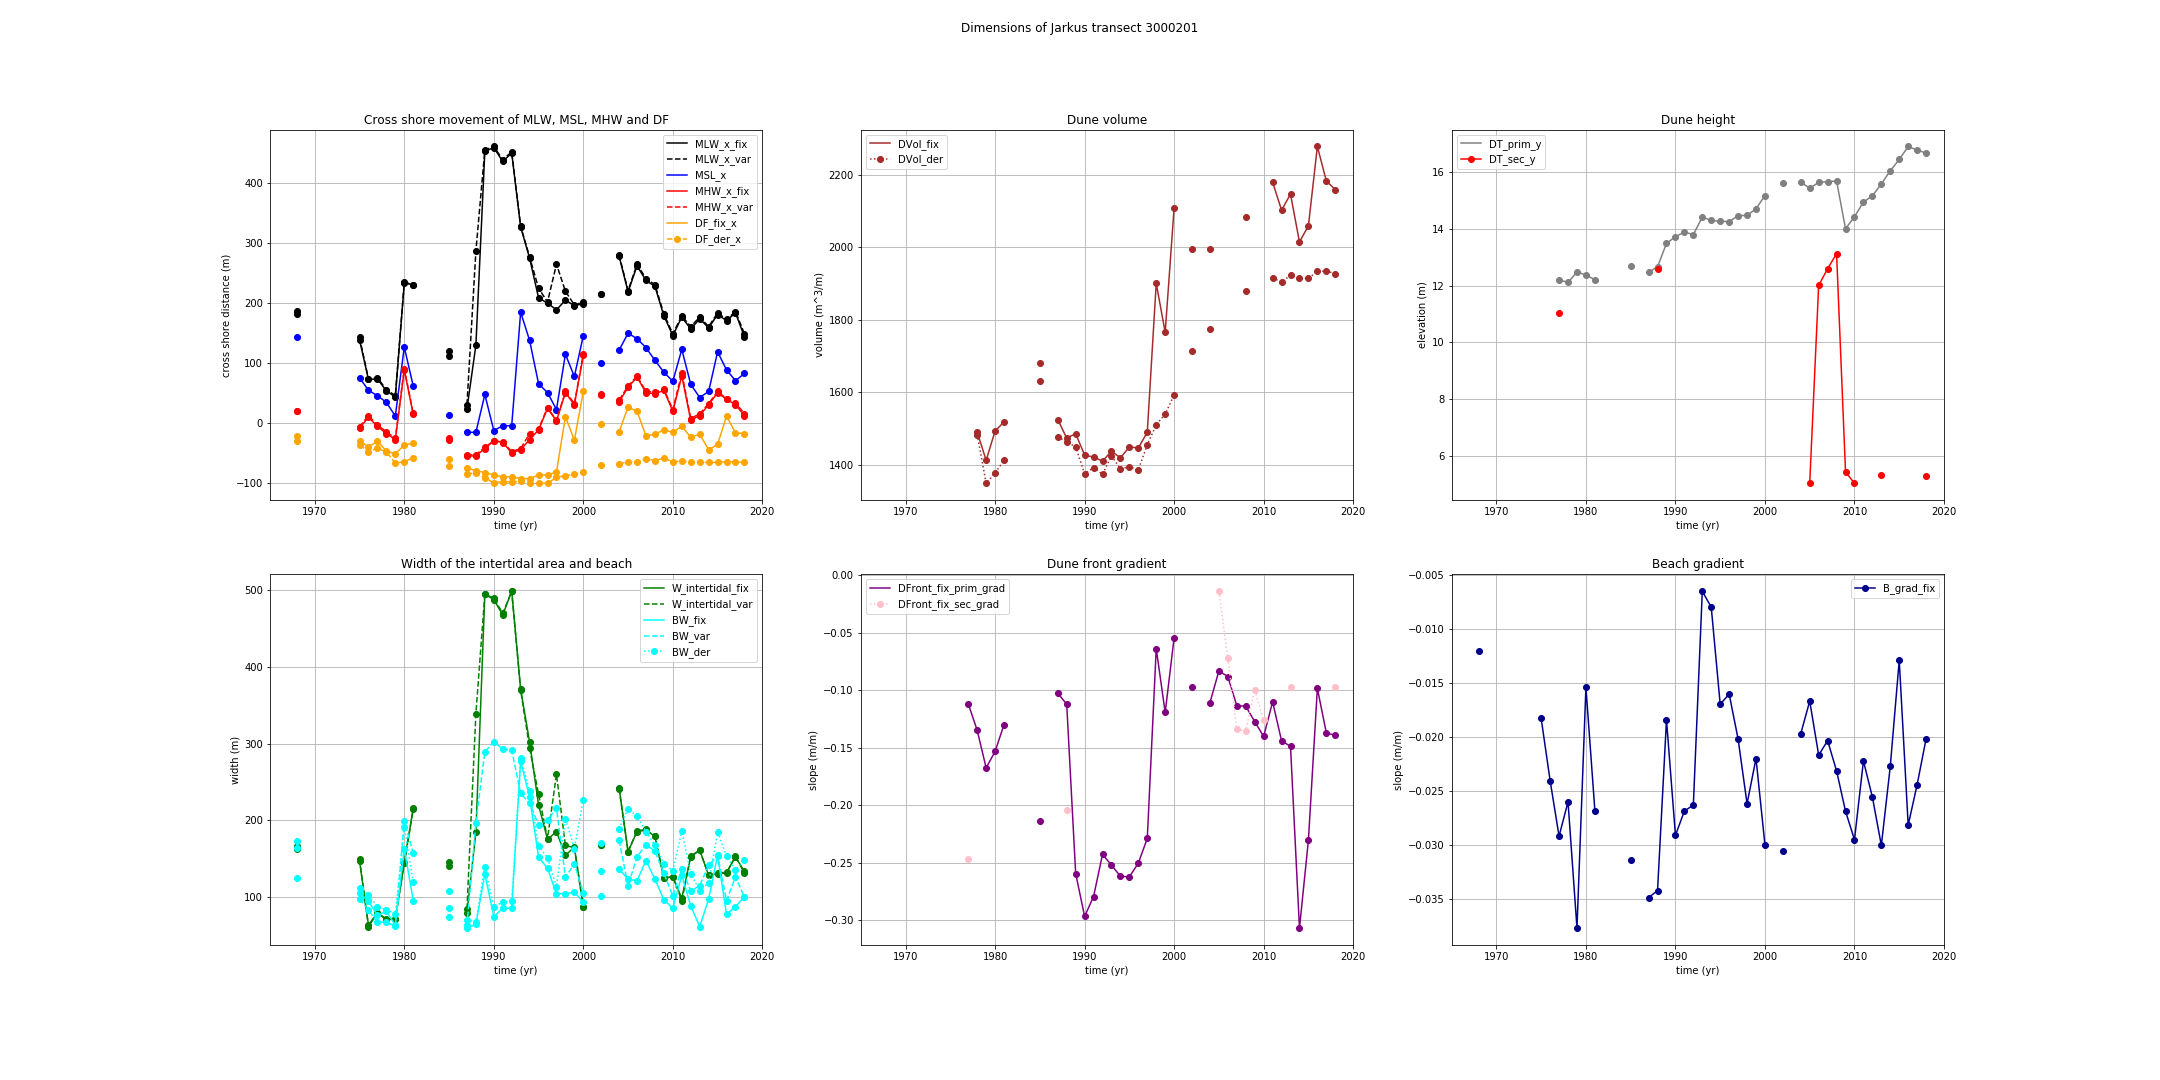 Dimensions of Jarkus transect 3000201
Cross shore movement of MLW, MSL, MHW and DF
cross shore distance (m)
400
300
200
100
0
−100
MLW_x_fix
MLW_x_var
MSL_x
MHW_x_fix
MHW_x_var
DF_fix_x
DF_der_x
1970 1980 1990 2000 2010 2020
time (yr)
Dune volume
volume (m^3/m)
2200
2000
1800
1600
1400
DVol_fix
DVol_der
1970 1980 1990 2000 2010 2020
time (yr)
Dune height
elevation (m)
16
14
12
10
8
6
DT_prim_y
DT_sec_y
1970 1980 1990 2000 2010 2020
time (yr)
Width of the intertidal area and beach
width (m)
500
400
300
200
100
W_intertidal_fix
W_intertidal_var
BW_fix
BW_var
BW_der
1970 1980 1990 2000 2010 2020
time (yr)
Dune front gradient
slope (m/m)
0.00
−0.05
−0.10
−0.15
−0.20
−0.25
−0.30
DFront_fix_prim_grad
DFront_fix_sec_grad
1970 1980 1990 2000 2010 2020
time (yr)
Beach gradient
slope (m/m)
−0.005
−0.010
−0.015
−0.020
−0.025
−0.030
−0.035
B_grad_fix
1970 1980 1990 2000 2010 2020
time (yr)